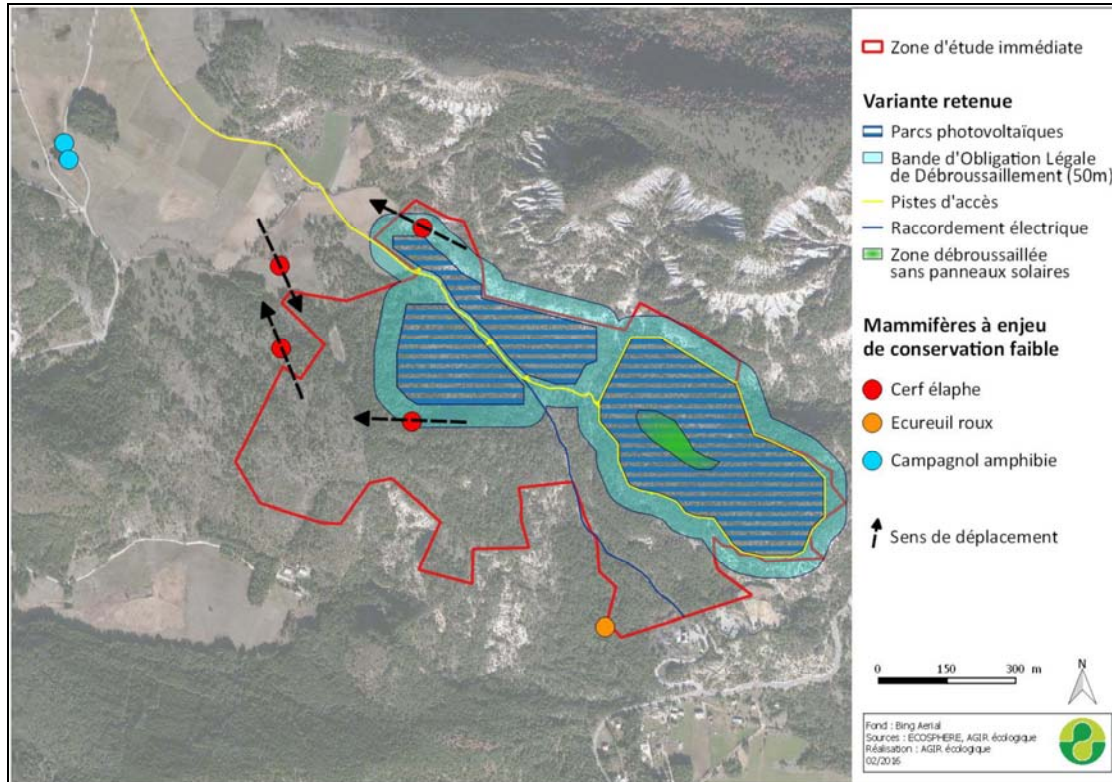 Zone d'étude immédiate
Variante retenue
Parcs photovoltaïques
Bande d'Obligation Légale
de Débroussaillement (50m)
Pistes d'accès
Raccordement électrique
Zone débroussaillée
sans panneaux solaires
Mammifères à enjeu
de conservation faible
Cerf élaphe
Ecureuil roux
Campagnol amphibie
Sens de déplacement
0 150 300 m
N
Fond : Bing Aerial
Sources : ECOSPHERE, AGIR écologique
Réalisation : AGIR écologique
02/2016